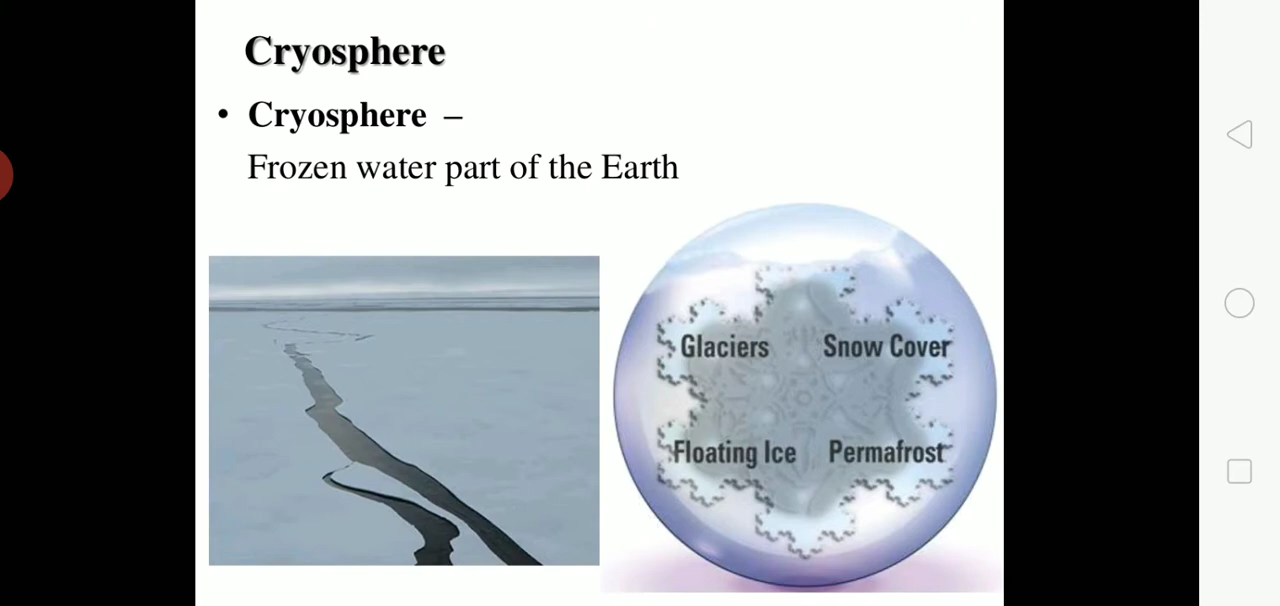 Cryosphere
• Cryosphere –
Frozen water part of the Earth
Glaciers Snow Cover
Floating Ice Permafrost